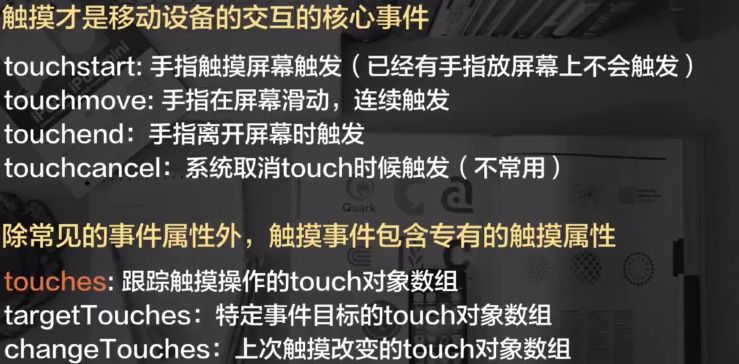 触摸才是移动设备的交互的核心事件
touchstart: 手指触摸屏幕触发（已经有手指放屏幕上不会触发）
touchmove: 手指在屏幕滑动，连续触发
touchend：手指离开屏幕时触发
touchcancel：系统取消touch时候触发（不常用）
Quark
除常见的事件属性外，触摸事件包含专有的触摸属性
touches: 跟踪触摸操作的touch对象数组
targetTouches：特定事件目标的touch对象数组
changeTouches：上次触摸改变的touch对象数组